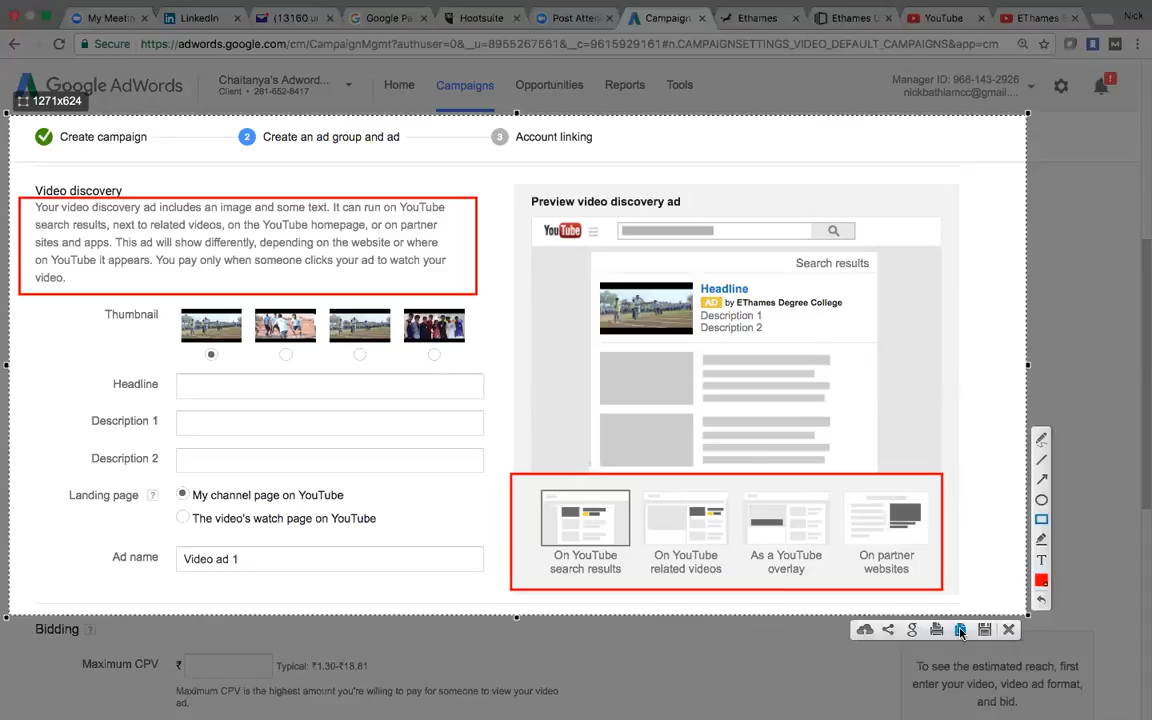 My Meetin
LinkedIn
(13160 u
Google Pa
Hootsuite
Post Atten
Campaign
Ethames
Ethames D
YouTube
EThames
Nick
Secure
https://adwords.google.com/cm/CampaignMgmt?authuser=0&__u=8955267561&__c=9615929161#n.CAMPAIGNSETTINGS_VIDEO_DEFAULT_CAMPAIGNS&app=cm
Google AdWords
Chaitanya's Adword...
Client • 281-652-8417
Home
Campaigns
Opportunities
Reports
Tools
Manager ID: 968-143-2926
nickbathiamcc@gmail....
1271x624
Create campaign
2 Create an ad group and ad
3 Account linking
Video discovery
Your video discovery ad includes an image and some text. It can run on YouTube
search results, next to related videos, on the YouTube homepage, or on partner
sites and apps. This ad will show differently, depending on the website or where
on YouTube it appears. You pay only when someone clicks your ad to watch your
video.
Thumbnail
Headline
Description 1
Description 2
Landing page ?
My channel page on YouTube
The video's watch page on YouTube
Ad name
Video ad 1
Preview video discovery ad
YouTube
Search results
Headline
AD by EThames Degree College
Description 1
Description 2
On YouTube
search results
On YouTube
related videos
As a YouTube
overlay
On partner
websites
Bidding ?
Maximum CPV
₹
Typical: ₹1.30-₹18.81
Maximum CPV is the highest amount you're willing to pay for someone to view your video
ad.
To see the estimated reach, first
enter your video, video ad format,
and bid.